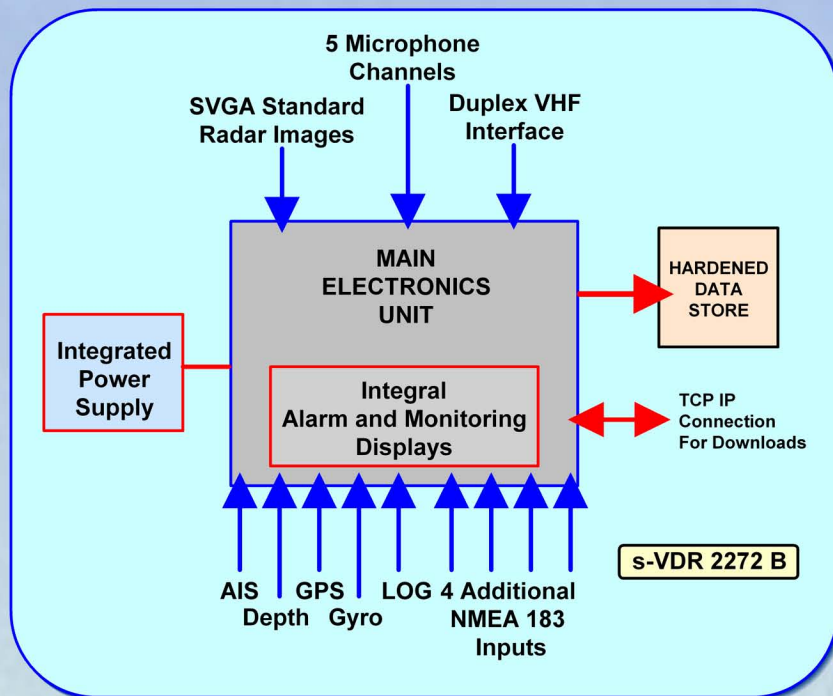 5 Microphone
Channels
SVGA Standard
Radar Images
Duplex VHF
Interface
MAIN
ELECTRONICS
UNIT
HARDENED
DATA
STORE
Integrated
Power
Supply
Integral
Alarm and Monitoring
Displays
TCP IP
Connection
For Downloads
s-VDR 2272 B
AIS
Depth
GPS
Gyro
LOG
4 Additional
NMEA 183
Inputs